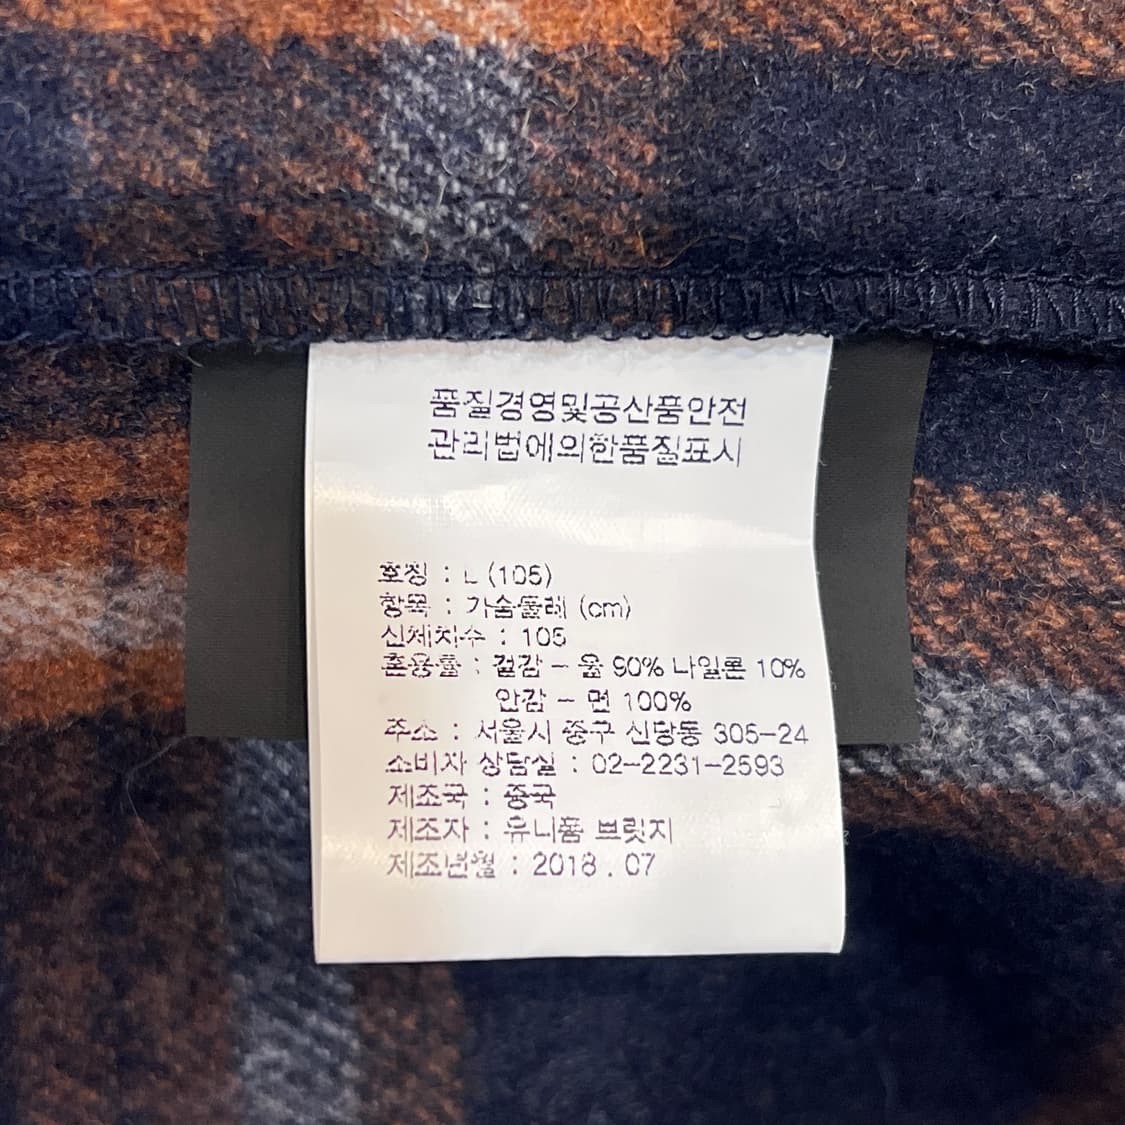 품질경영및공산품안전
관리법에의한품질표시
호칭 : L (105)
항목 : 가슴둘레 (cm)
신체치수 : 105
혼용률 : 겉감 - 울 90% 나일론 10%
안감 - 면 100%
주소 : 서울시 중구 신당동 305-24
소비자 상담실 : 02-2231-2593
제조국 : 중국
제조자 : 유니폼 브릿지
제조년월 : 2018 . 07